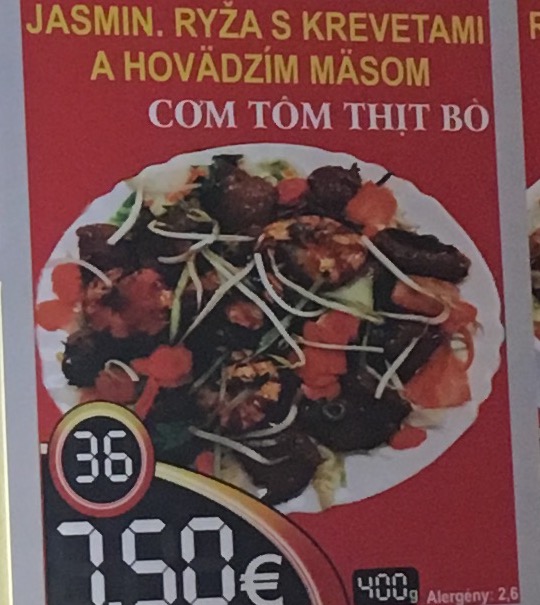 JASMIN. RYŽA S KREVETAMI
A HOVÄDZÍM MÄSOM
CƠM TÔM THỊT BÒ
36
7.50€
400g Alergény: 2,6